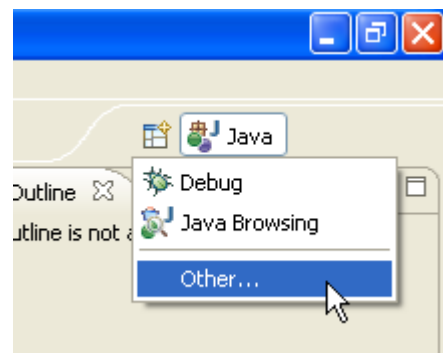 Java
Outline
Debug
utline is not a
Java Browsing
Other...